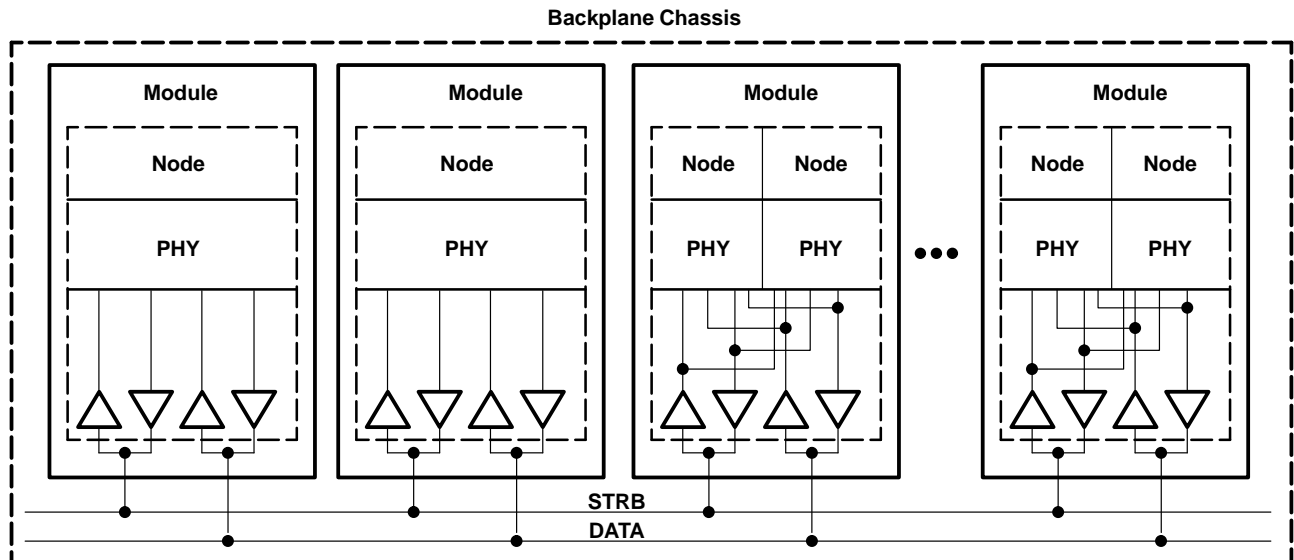 Backplane Chassis
Module Module Module Module
Node Node Node Node Node Node
PHY PHY PHY PHY PHY PHY
STRB
DATA